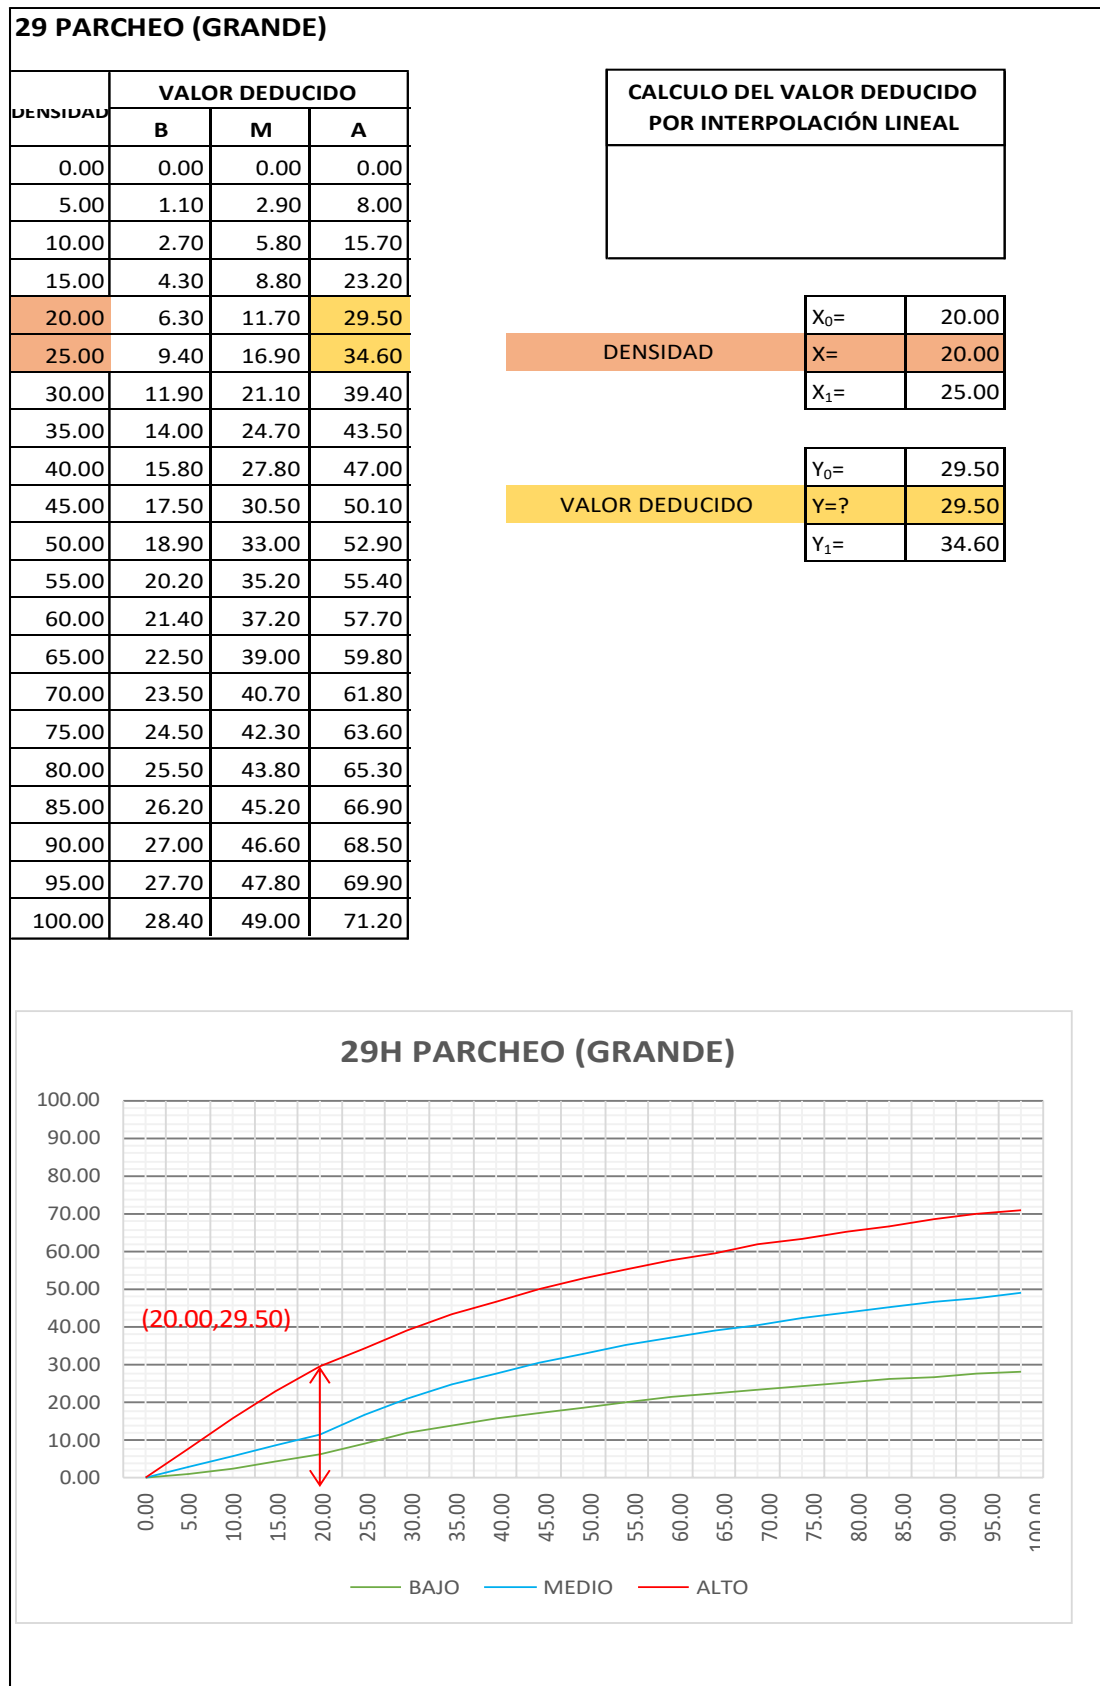 29 PARCHEO (GRANDE)
DENSIDAD VALOR DEDUCIDO
B M A
0.00 0.00 0.00 0.00
5.00 1.10 2.90 8.00
10.00 2.70 5.80 15.70
15.00 4.30 8.80 23.20
20.00 6.30 11.70 29.50
25.00 9.40 16.90 34.60
30.00 11.90 21.10 39.40
35.00 14.00 24.70 43.50
40.00 15.80 27.80 47.00
45.00 17.50 30.50 50.10
50.00 18.90 33.00 52.90
55.00 20.20 35.20 55.40
60.00 21.40 37.20 57.70
65.00 22.50 39.00 59.80
70.00 23.50 40.70 61.80
75.00 24.50 42.30 63.60
80.00 25.50 43.80 65.30
85.00 26.20 45.20 66.90
90.00 27.00 46.60 68.50
95.00 27.70 47.80 69.90
100.00 28.40 49.00 71.20
CALCULO DEL VALOR DEDUCIDO
POR INTERPOLACIÓN LINEAL
X₀= 20.00
DENSIDAD X= 20.00
X₁= 25.00
Y₀= 29.50
VALOR DEDUCIDO Y=? 29.50
Y₁= 34.60
29H PARCHEO (GRANDE)
100.00
90.00
80.00
70.00
60.00
50.00
40.00
30.00
20.00
10.00
0.00
(20.00,29.50)
0.00 5.00 10.00 15.00 20.00 25.00 30.00 35.00 40.00 45.00 50.00 55.00 60.00 65.00 70.00 75.00 80.00 85.00 90.00 95.00 100.00
BAJO MEDIO ALTO